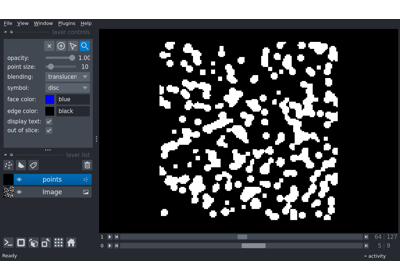 File View Window Plugins Help
layer controls
opacity: 1.00
point size: 10
blending: translucen
symbol: disc
face color: blue
edge color: black
display text:
out of slice:
layer list
points
Image
1 64 127
0 5 9
Ready activity